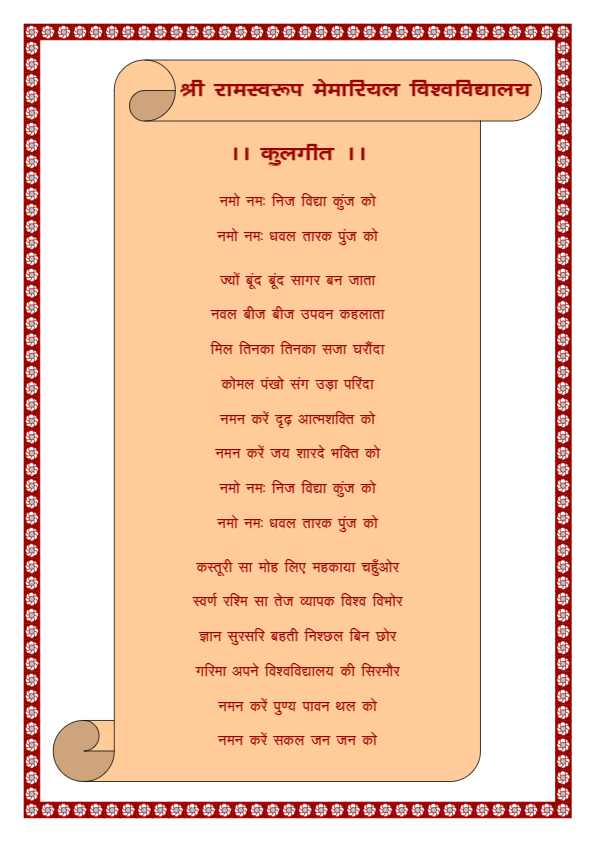 श्री रामस्वरूप मेमारियल विश्वविद्यालय
।। कुलगीत ।।
नमो नमः निज विद्या कुंज को
नमो नमः धवल तारक पुंज को
ज्यों बूंद बूंद सागर बन जाता
नवल बीज बीज उपवन कहलाता
मिल तिनका तिनका सजा घरौंदा
कोमल पंखो संग उड़ा परिंदा
नमन करें दृढ़ आत्मशक्ति को
नमन करें जय शारदे भक्ति को
नमो नमः निज विद्या कुंज को
नमो नमः धवल तारक पुंज को
कस्तूरी सा मोह लिए महकाया चहुँओर
स्वर्ण रश्मि सा तेज व्यापक विश्व विभोर
ज्ञान सुरसरि बहती निश्छल बिन छोर
गरिमा अपने विश्वविद्यालय की सिरमौर
नमन करें पुण्य पावन थल को
नमन करें सकल जन जन को